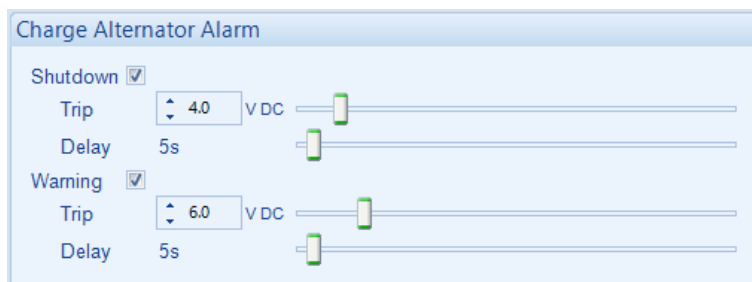 Charge Alternator Alarm
Shutdown
Trip 4.0 V DC
Delay 5s
Warning
Trip 6.0 V DC
Delay 5s